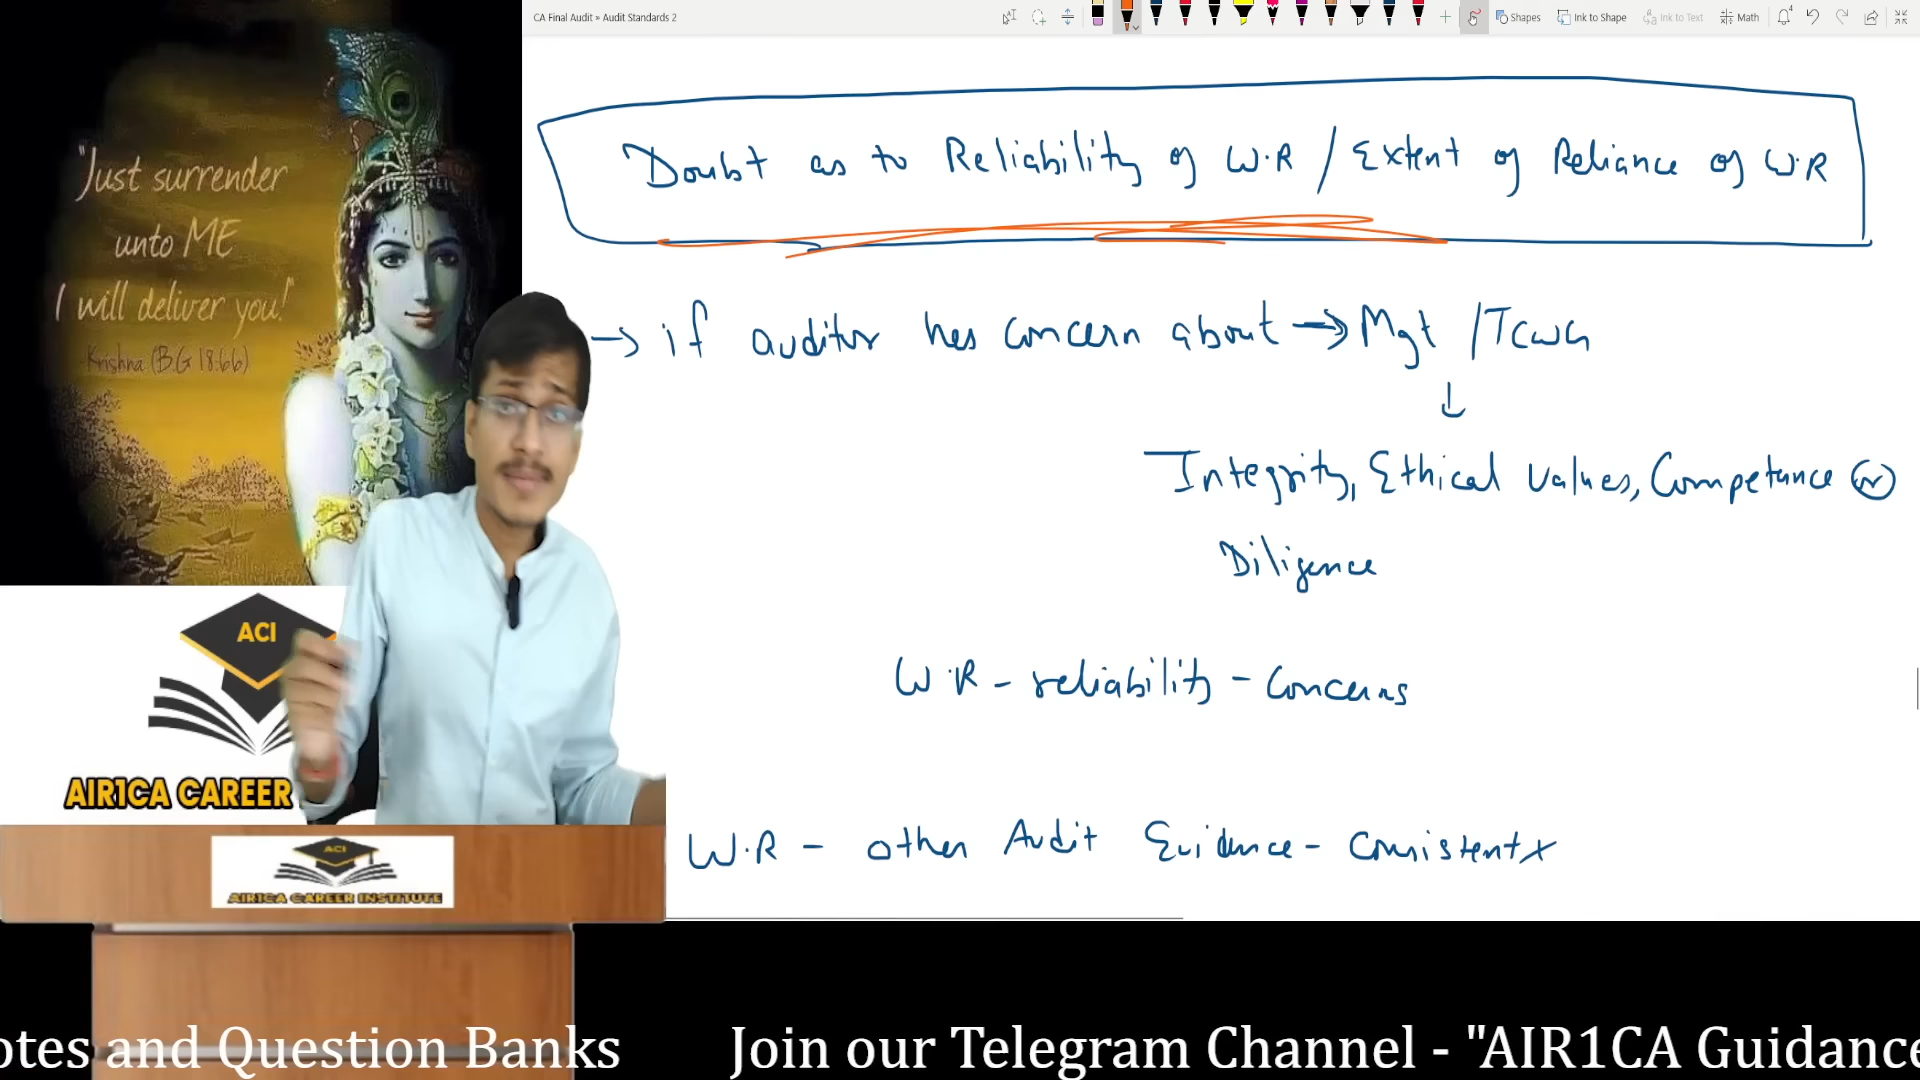 CA Final Audit » Audit Standards 2
Shapes
Ink to Shape
Ink to Text
Math
"Just surrender
unto ME
I will deliver you!"
Krishna (B.G 18:66)
Doubt as to Reliability of W.R / Extent of Reliance of W.R
→ if auditor has concern about → Mgt / TCWG
↓
Integrity, Ethical values, Competance or
Diligence
W.R - reliability - concerns
W.R - other Audit Evidence - Consistent x
ACI
AIR1CA CAREER
ACI
AIR1CA CAREER INSTITUTE
otes and Question Banks
Join our Telegram Channel - "AIR1CA Guidance